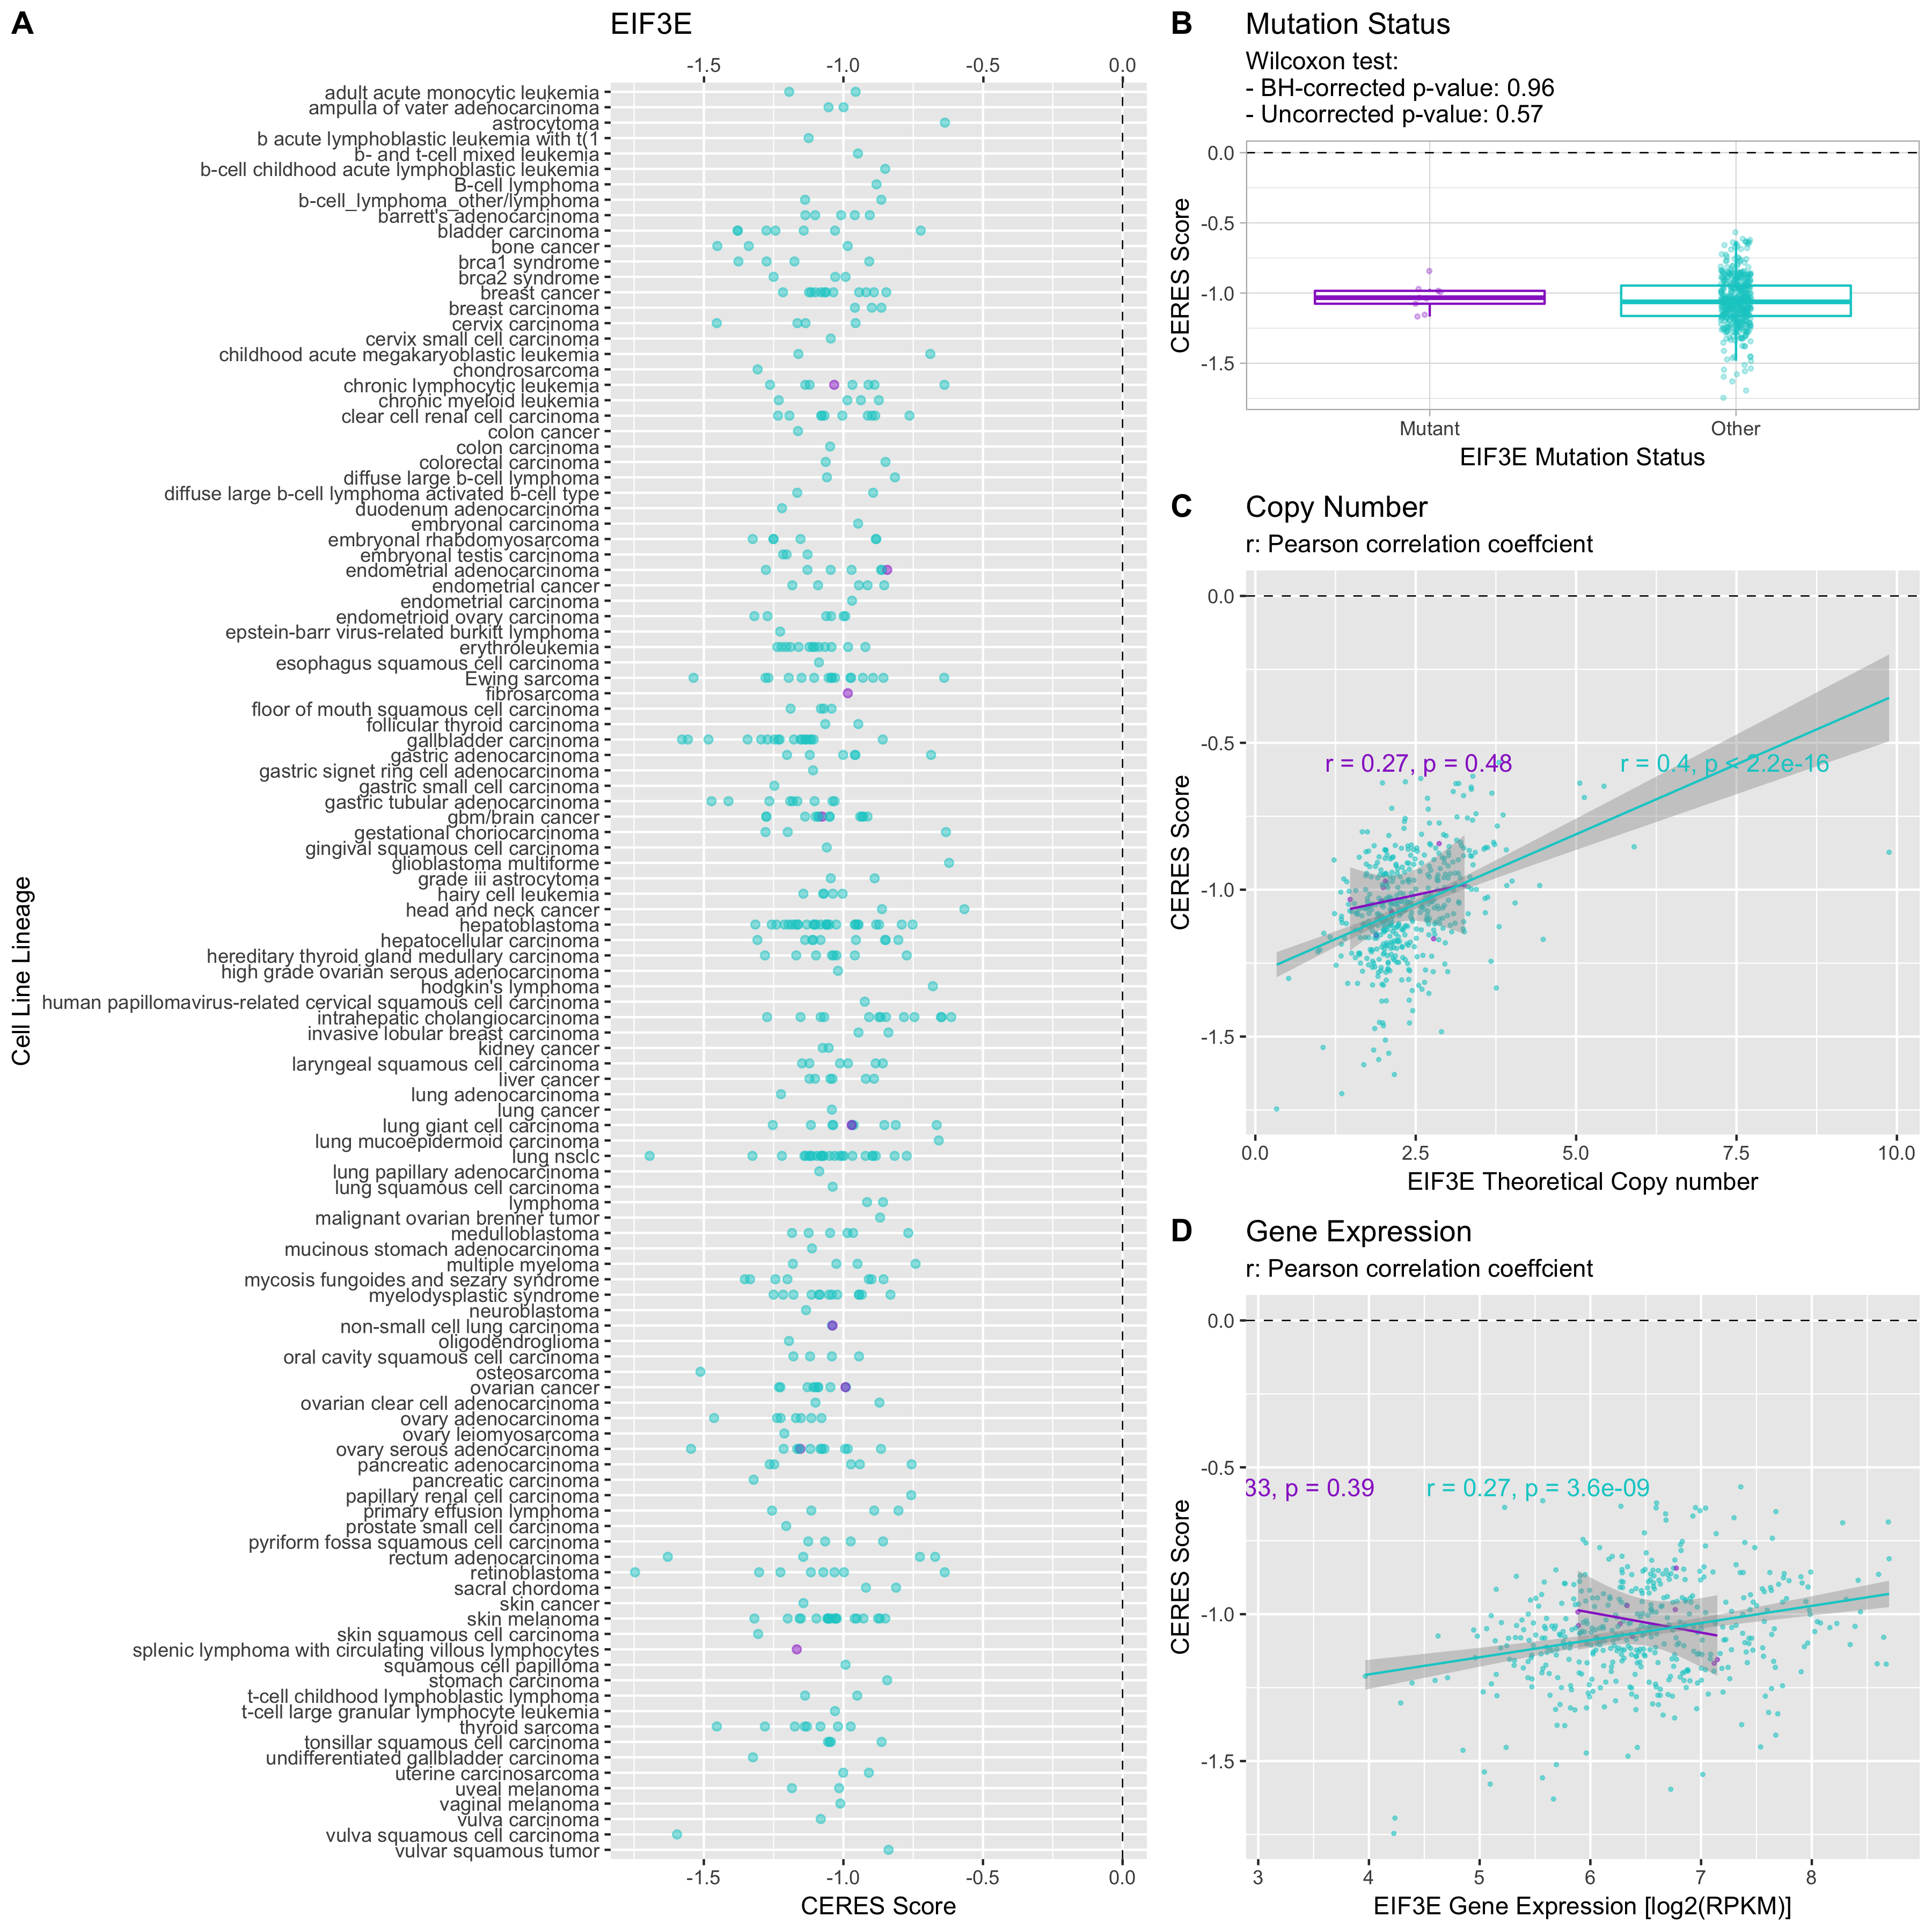 A
EIF3E
-1.5 -1.0 -0.5 0.0
adult acute monocytic leukemia
ampulla of vater adenocarcinoma
astrocytoma
b acute lymphoblastic leukemia with t(1
b- and t-cell mixed leukemia
b-cell childhood acute lymphoblastic leukemia
B-cell lymphoma
b-cell_lymphoma_other/lymphoma
barrett's adenocarcinoma
bladder carcinoma
bone cancer
brca1 syndrome
brca2 syndrome
breast cancer
breast carcinoma
cervix carcinoma
cervix small cell carcinoma
childhood acute megakaryoblastic leukemia
chondrosarcoma
chronic lymphocytic leukemia
chronic myeloid leukemia
clear cell renal cell carcinoma
colon cancer
colon carcinoma
colorectal carcinoma
diffuse large b-cell lymphoma
diffuse large b-cell lymphoma activated b-cell type
duodenum adenocarcinoma
embryonal carcinoma
embryonal rhabdomyosarcoma
embryonal testis carcinoma
endometrial adenocarcinoma
endometrial cancer
endometrial carcinoma
endometrioid ovary carcinoma
epstein-barr virus-related burkitt lymphoma
erythroleukemia
esophagus squamous cell carcinoma
Ewing sarcoma
fibrosarcoma
floor of mouth squamous cell carcinoma
follicular thyroid carcinoma
gallbladder carcinoma
gastric adenocarcinoma
gastric signet ring cell adenocarcinoma
gastric small cell carcinoma
gastric tubular adenocarcinoma
gbm/brain cancer
gestational choriocarcinoma
gingival squamous cell carcinoma
glioblastoma multiforme
grade iii astrocytoma
hairy cell leukemia
head and neck cancer
hepatoblastoma
hepatocellular carcinoma
hereditary thyroid gland medullary carcinoma
high grade ovarian serous adenocarcinoma
hodgkin's lymphoma
human papillomavirus-related cervical squamous cell carcinoma
intrahepatic cholangiocarcinoma
invasive lobular breast carcinoma
kidney cancer
laryngeal squamous cell carcinoma
liver cancer
lung adenocarcinoma
lung cancer
lung giant cell carcinoma
lung mucoepidermoid carcinoma
lung nsclc
lung papillary adenocarcinoma
lung squamous cell carcinoma
lymphoma
malignant ovarian brenner tumor
medulloblastoma
mucinous stomach adenocarcinoma
multiple myeloma
mycosis fungoides and sezary syndrome
myelodysplastic syndrome
neuroblastoma
non-small cell lung carcinoma
oligodendroglioma
oral cavity squamous cell carcinoma
osteosarcoma
ovarian cancer
ovarian clear cell adenocarcinoma
ovary adenocarcinoma
ovary leiomyosarcoma
ovary serous adenocarcinoma
pancreatic adenocarcinoma
pancreatic carcinoma
papillary renal cell carcinoma
primary effusion lymphoma
prostate small cell carcinoma
pyriform fossa squamous cell carcinoma
rectum adenocarcinoma
retinoblastoma
sacral chordoma
skin cancer
skin melanoma
skin squamous cell carcinoma
splenic lymphoma with circulating villous lymphocytes
squamous cell papilloma
stomach carcinoma
t-cell childhood lymphoblastic lymphoma
t-cell large granular lymphocyte leukemia
thyroid sarcoma
tonsillar squamous cell carcinoma
undifferentiated gallbladder carcinoma
uterine carcinosarcoma
uveal melanoma
vaginal melanoma
vulva carcinoma
vulva squamous cell carcinoma
vulvar squamous tumor
-1.5 -1.0 -0.5 0.0
CERES Score
Cell Line Lineage
B
Mutation Status
Wilcoxon test:
- BH-corrected p-value: 0.96
- Uncorrected p-value: 0.57
0.0
-0.5
-1.0
-1.5
CERES Score
Mutant Other
EIF3E Mutation Status
C
Copy Number
r: Pearson correlation coeffcient
0.0
-0.5
-1.0
-1.5
CERES Score
r = 0.27, p = 0.48
r = 0.4, p < 2.2e-16
0.0 2.5 5.0 7.5 10.0
EIF3E Theoretical Copy number
D
Gene Expression
r: Pearson correlation coeffcient
0.0
-0.5
-1.0
-1.5
CERES Score
33, p = 0.39
r = 0.27, p = 3.6e-09
3 4 5 6 7 8
EIF3E Gene Expression [log2(RPKM)]